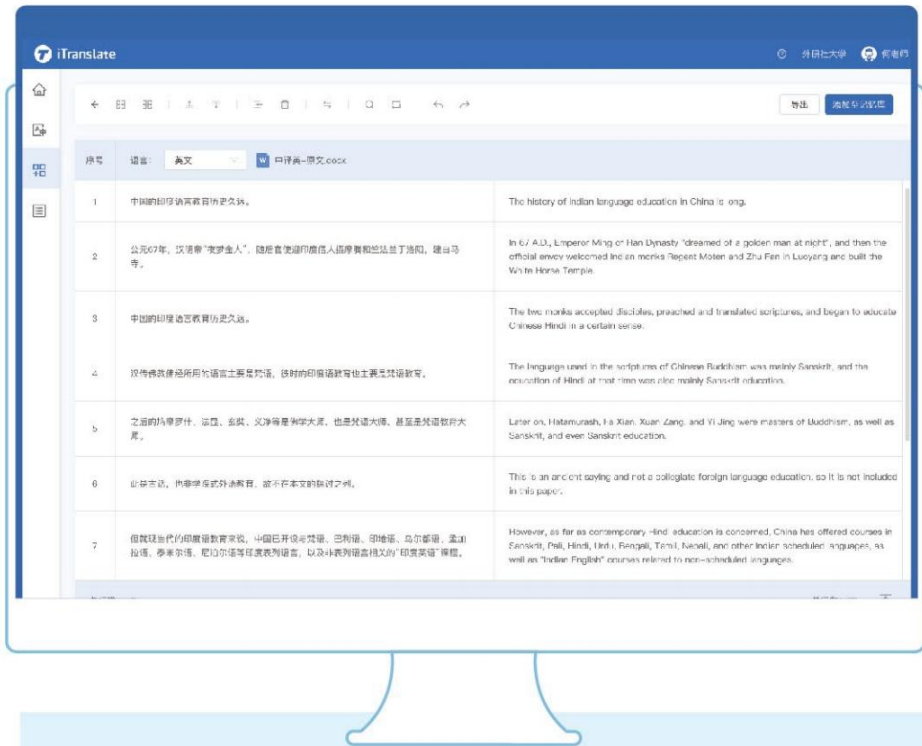 iTranslate
外研社大学 何老师
导出 添加至记忆库
序号 语言： 英文 中译英-原文.docx
1 中国的印度语言教育历史久远。 The history of Indian language education in China is long.
2 公元67年，汉明帝“夜梦金人”，随后官使迎印度僧人摄摩腾和竺法兰于洛阳，建白马
寺。
In 67 A.D., Emperor Ming of Han Dynasty "dreamed of a golden man at night", and then the
official envoy welcomed Indian monks Regent Moten and Zhu Fan in Luoyang and built the
White Horse Temple.
3 中国的印度语言教育历史久远。
The two monks accepted disciples, preached and translated scriptures, and began to educate
Chinese Hindi in a certain sense.
4 汉传佛教佛经所用的语言主要是梵语，彼时的印度语教育也主要是梵语教育。
The language used in the scriptures of Chinese Buddhism was mainly Sanskrit, and the
education of Hindi at that time was also mainly Sanskrit education.
5 之后的鸠摩罗什、法显、玄奘、义净等是佛学大师，也是梵语大师，甚至是梵语教育大
师。
Later on, Hatamurash, Fa Xian, Xuan Zang, and Yi Jing were masters of Buddhism, as well as
Sanskrit, and even Sanskrit education.
6 此是古话，也非学院式外语教育，故不在本文的探讨之列。
This is an ancient saying and not a collegiate foreign language education, so it is not included
in this paper.
7 但就现当代的印度语教育来说，中国已开设有梵语、巴利语、印地语、乌尔都语、孟加
拉语、泰米尔语、尼泊尔语等印度表列语言，以及非表列语言相关的“印度英语”课程。
However, as far as contemporary Hindi education is concerned, China has offered courses in
Sanskrit, Pali, Hindi, Urdu, Bengali, Tamil, Nepali, and other Indian scheduled languages, as
well as "Indian English" courses related to non-scheduled languages.